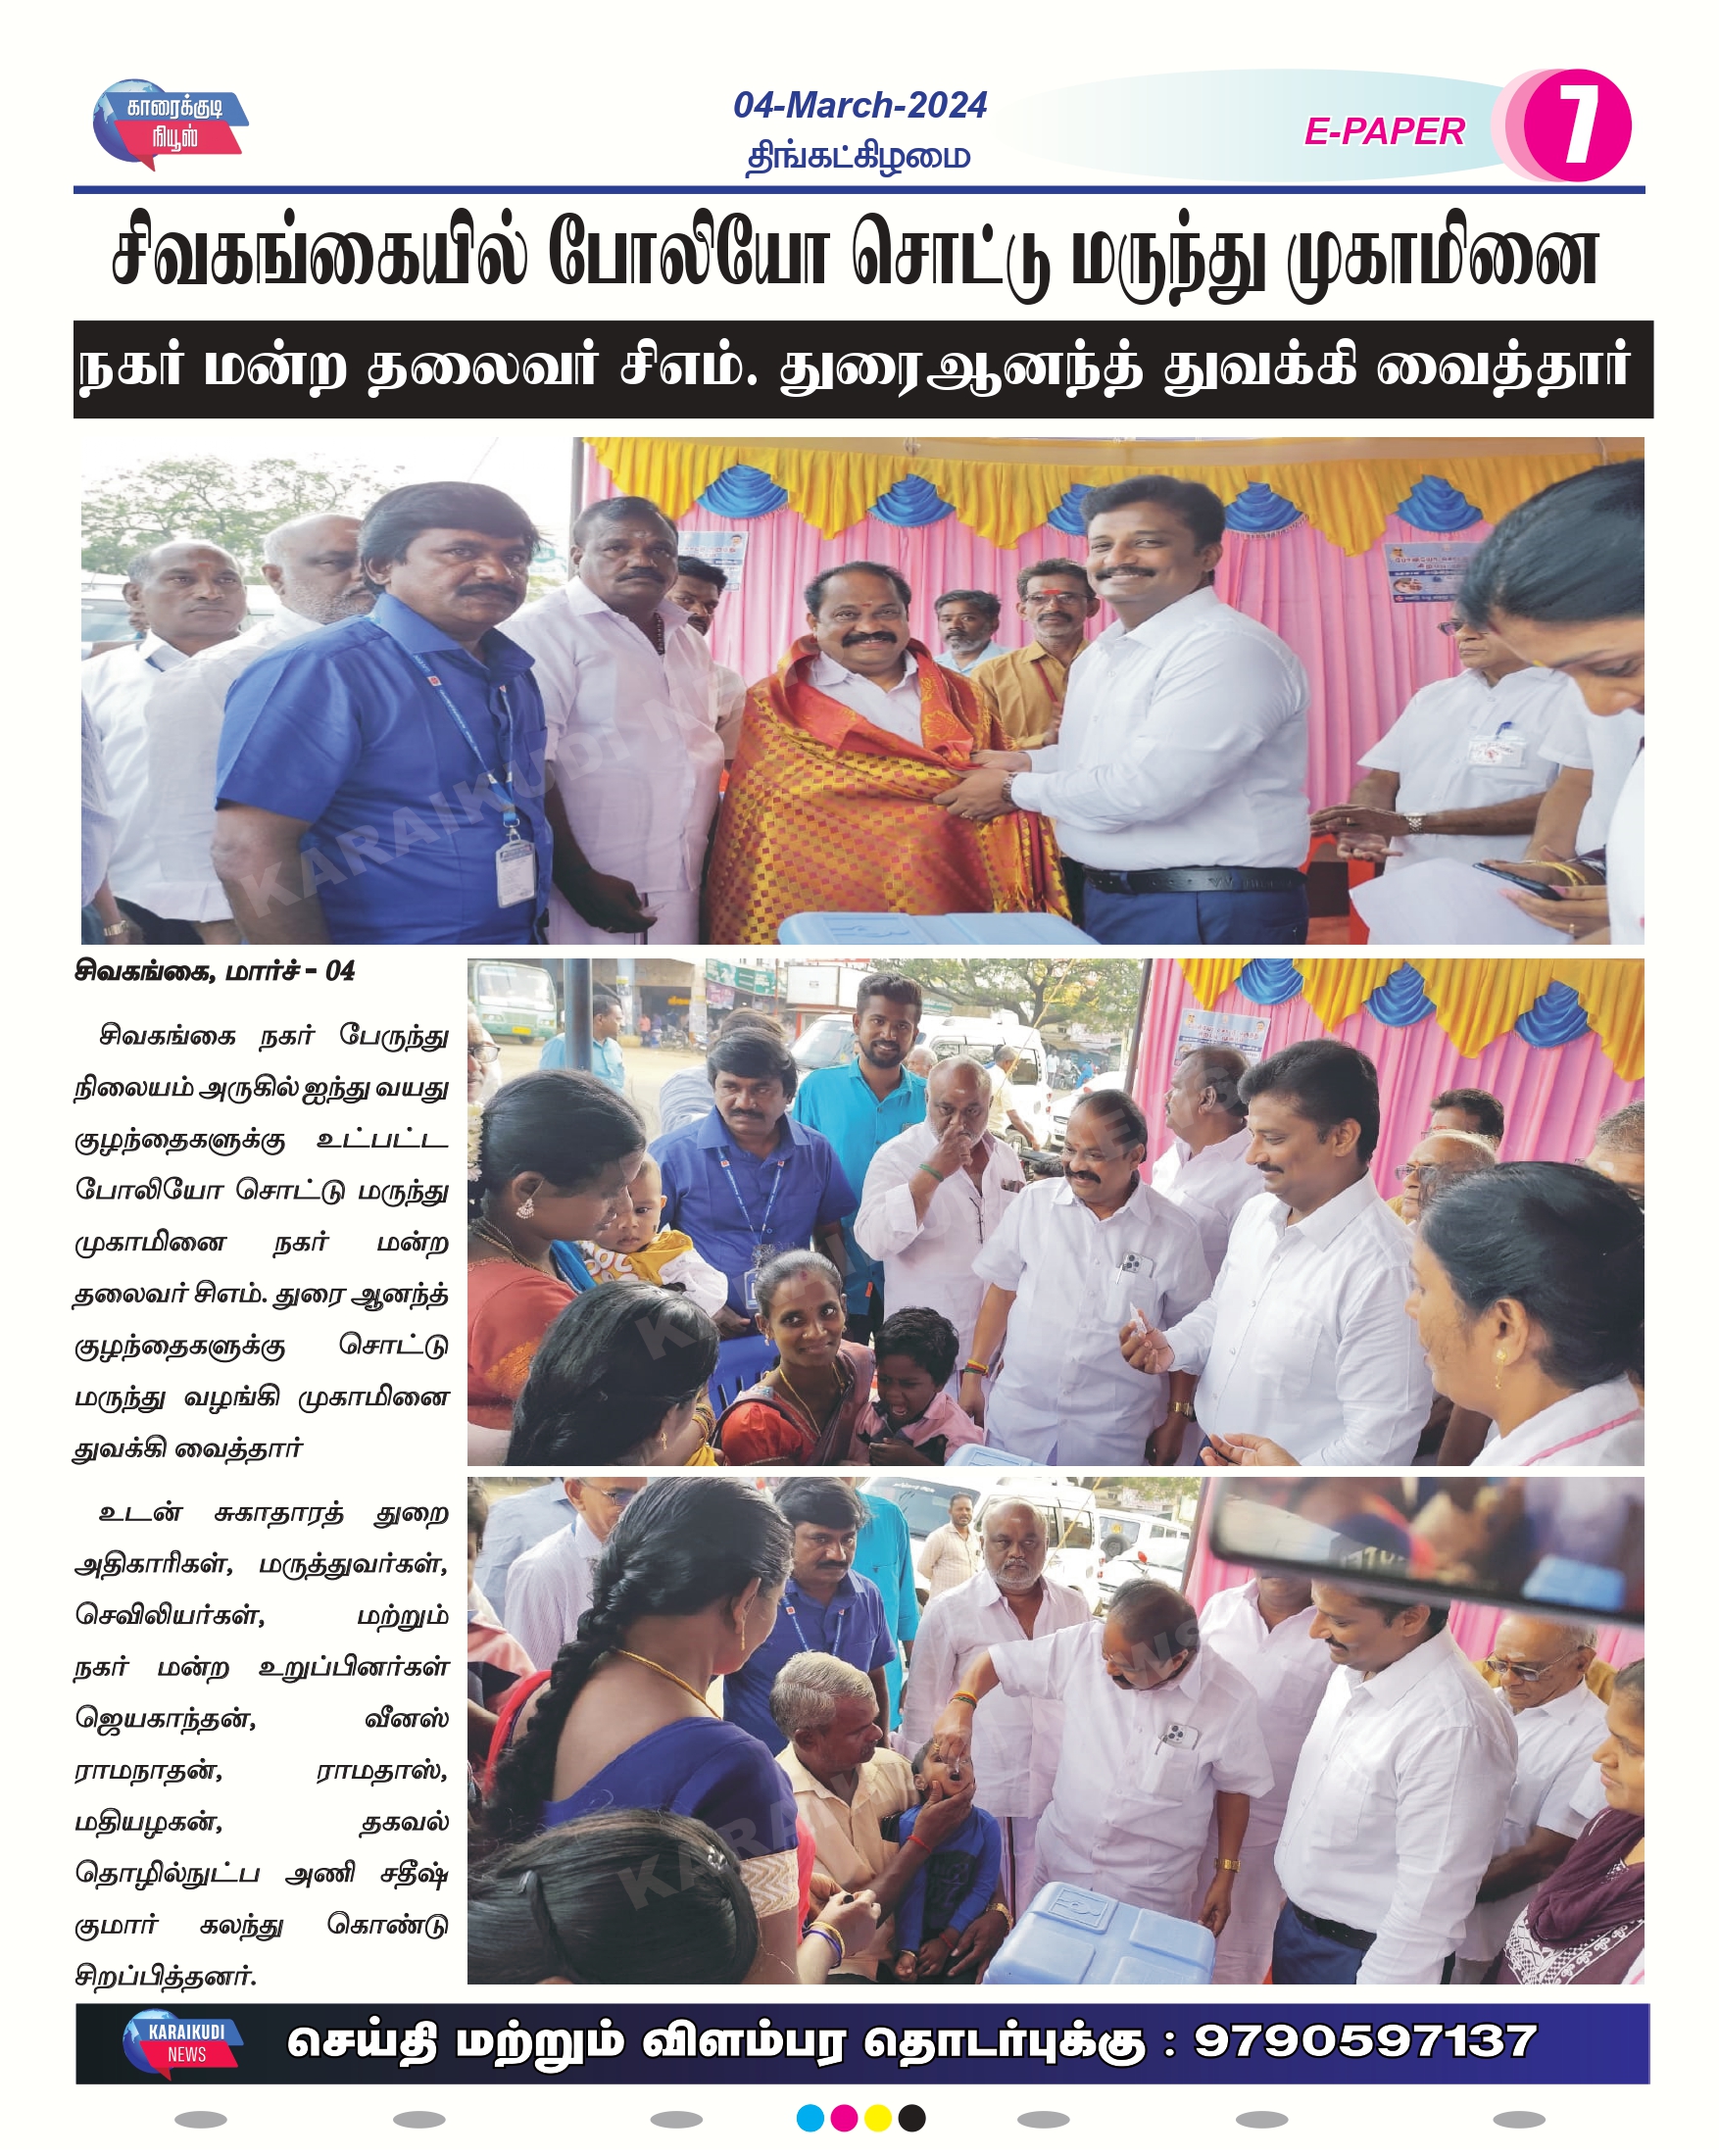 காரைக்குடி
நியூஸ்
04-March-2024
திங்கட்கிழமை
E-PAPER
7
சிவகங்கையில் போலியோ சொட்டு மருந்து முகாமினை
நகர் மன்ற தலைவர் சிஎம். துரைஆனந்த் துவக்கி வைத்தார்
KARAIKUDI NE
சிவகங்கை, மார்ச் - 04
சிவகங்கை நகர் பேருந்து
நிலையம் அருகில் ஐந்து வயது
குழந்தைகளுக்கு உட்பட்ட
போலியோ சொட்டு மருந்து
முகாமினை நகர் மன்ற
தலைவர் சிஎம். துரை ஆனந்த்
குழந்தைகளுக்கு சொட்டு
மருந்து வழங்கி முகாமினை
துவக்கி வைத்தார்
உடன் சுகாதாரத் துறை
அதிகாரிகள், மருத்துவர்கள்,
செவிலியர்கள், மற்றும்
நகர் மன்ற உறுப்பினர்கள்
ஜெயகாந்தன், வீனஸ்
ராமநாதன், ராமதாஸ்,
மதியழகன், தகவல்
தொழில்நுட்ப அணி சதீஷ்
குமார் கலந்து கொண்டு
சிறப்பித்தனர்.
KARAIKUDI
NEWS
செய்தி மற்றும் விளம்பர தொடர்புக்கு : 9790597137